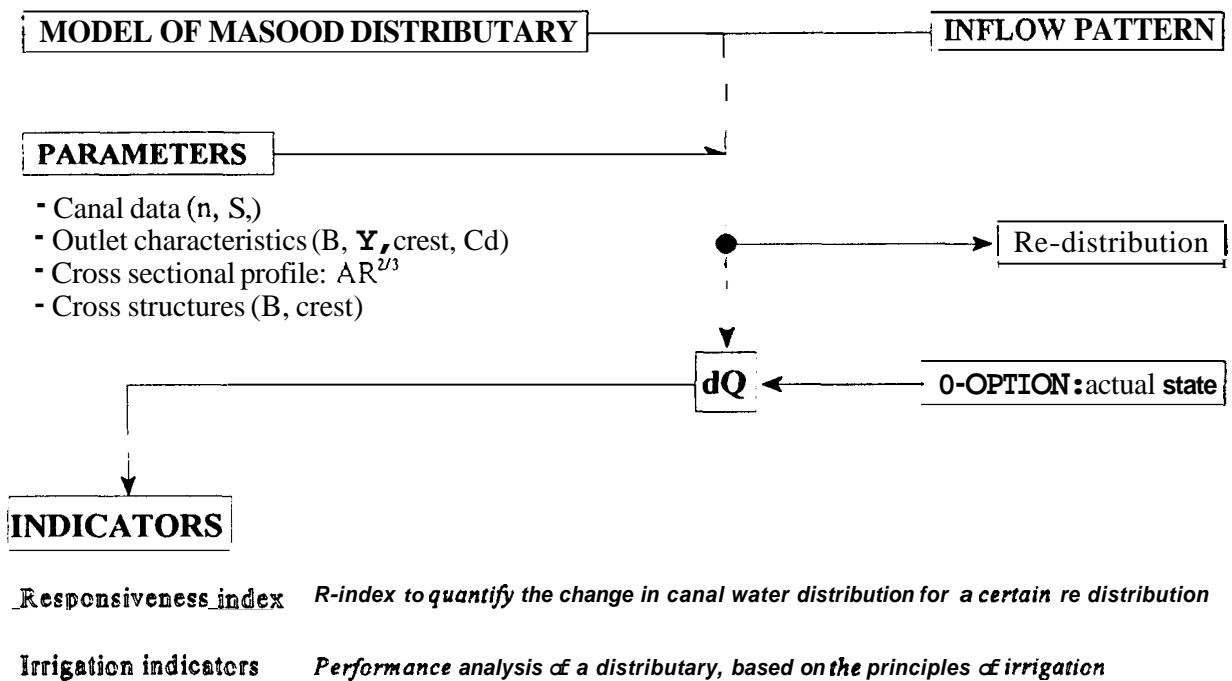 MODEL OF MASOOD DISTRIBUTARY
INFLOW PATTERN
PARAMETERS
- Canal data (n, S,)
- Outlet characteristics (B, Y, crest, Cd)
- Cross sectional profile: AR^2/3
- Cross structures (B, crest)
Re-distribution
dQ
0-OPTION: actual state
INDICATORS
Responsiveness index R-index to quantify the change in canal water distribution for a certain re distribution
Irrigation indicators Performance analysis of a distributary, based on the principles of irrigation